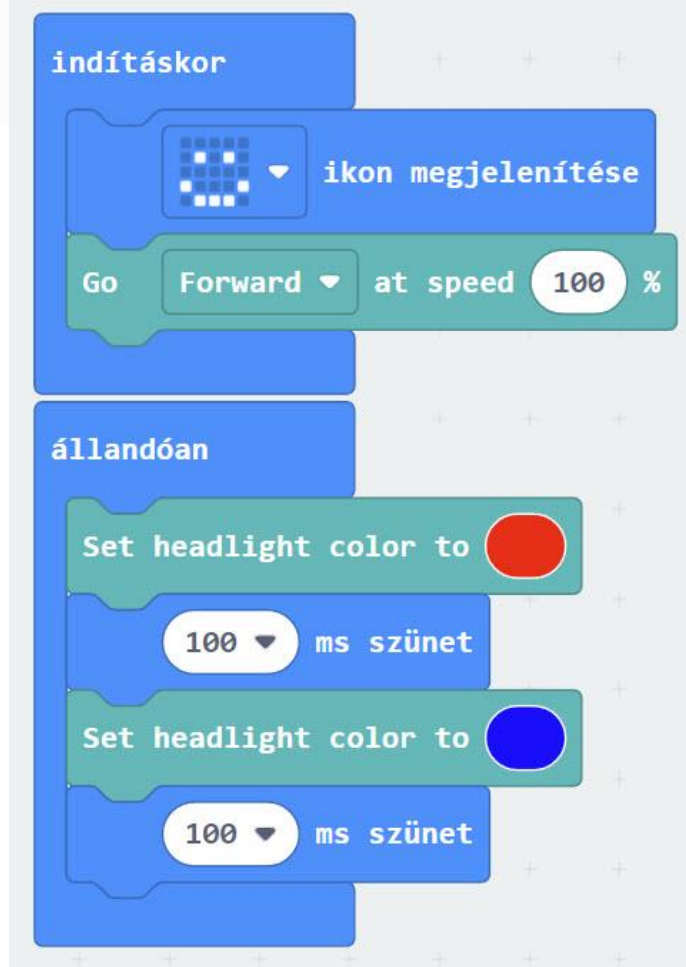 indításkor
ikon megjelenítése
Go Forward at speed 100 %
állandóan
Set headlight color to
100 ms szünet
Set headlight color to
100 ms szünet